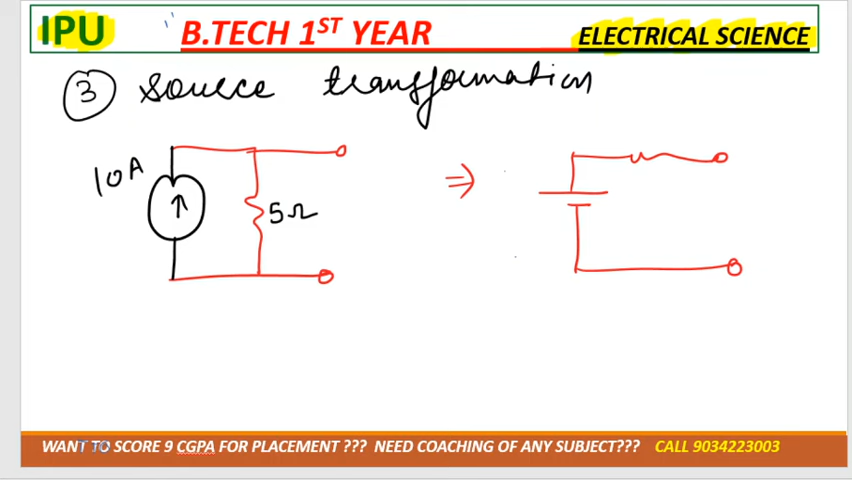 IPU
B.TECH 1ST YEAR
ELECTRICAL SCIENCE
3 Source transformation
10A
5Ω
⇒
WANT TO SCORE 9 CGPA FOR PLACEMENT ??? NEED COACHING OF ANY SUBJECT??? CALL 9034223003